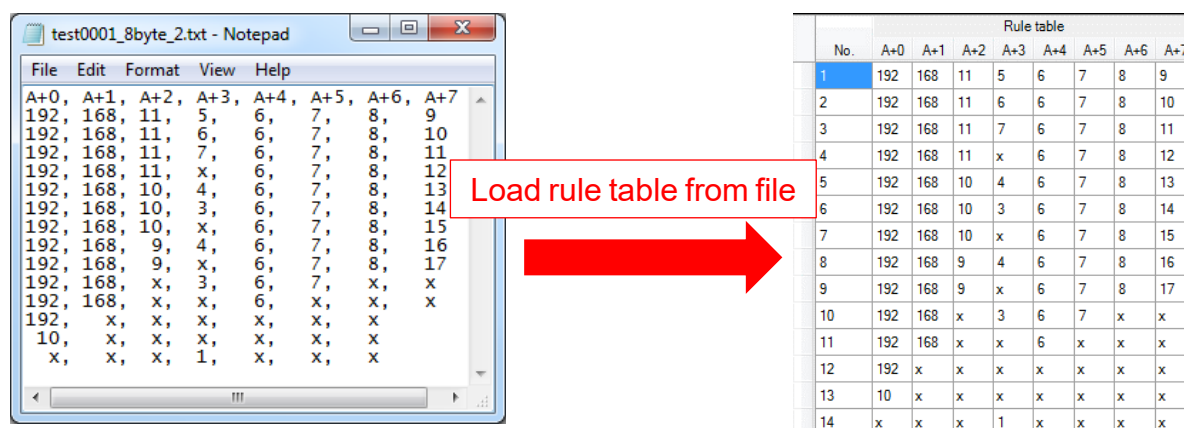 test0001_8byte_2.txt - Notepad
File Edit Format View Help
A+0, A+1, A+2, A+3, A+4, A+5, A+6, A+7
192, 168, 11, 5, 6, 7, 8, 9
192, 168, 11, 6, 6, 7, 8, 10
192, 168, 11, 7, 6, 7, 8, 11
192, 168, 11, x, 6, 7, 8, 12
192, 168, 10, 4, 6, 7, 8, 13
192, 168, 10, 3, 6, 7, 8, 14
192, 168, 10, x, 6, 7, 8, 15
192, 168, 9, 4, 6, 7, 8, 16
192, 168, 9, x, 6, 7, 8, 17
192, 168, x, 3, 6, 7, x, x
192, 168, x, x, 6, x, x, x
192, x, x, x, x, x, x
10, x, x, x, x, x, x
x, x, x, 1, x, x, x
Load rule table from file
Rule table
No. A+0 A+1 A+2 A+3 A+4 A+5 A+6 A+7
1 192 168 11 5 6 7 8 9
2 192 168 11 6 6 7 8 10
3 192 168 11 7 6 7 8 11
4 192 168 11 x 6 7 8 12
5 192 168 10 4 6 7 8 13
6 192 168 10 3 6 7 8 14
7 192 168 10 x 6 7 8 15
8 192 168 9 4 6 7 8 16
9 192 168 9 x 6 7 8 17
10 192 168 x 3 6 7 x x
11 192 168 x x 6 x x x
12 192 x x x x x x x
13 10 x x x x x x x
14 x x x 1 x x x x